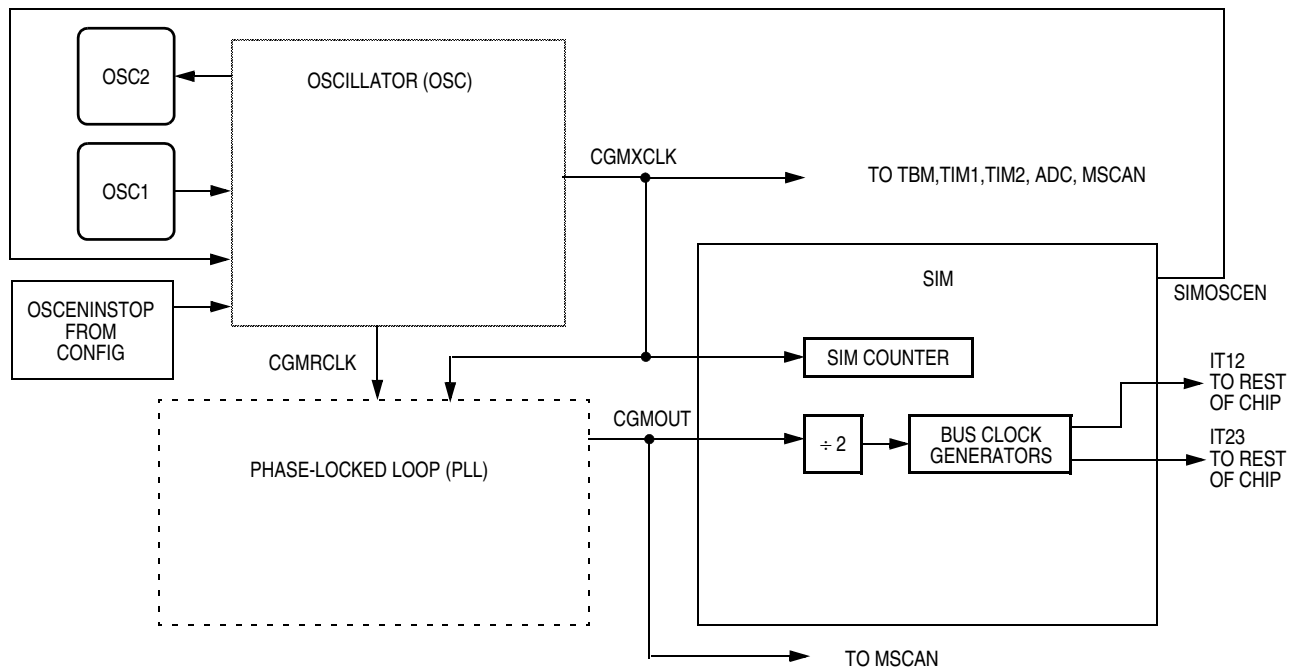 OSC2
OSCILLATOR (OSC)
CGMXCLK
OSC1
TO TBM,TIM1,TIM2, ADC, MSCAN
SIM
SIMOSCEN
OSCENINSTOP
FROM
CONFIG
CGMRCLK
SIM COUNTER
IT12
TO REST
OF CHIP
CGMOUT
÷ 2
BUS CLOCK
GENERATORS
IT23
TO REST
OF CHIP
PHASE-LOCKED LOOP (PLL)
TO MSCAN